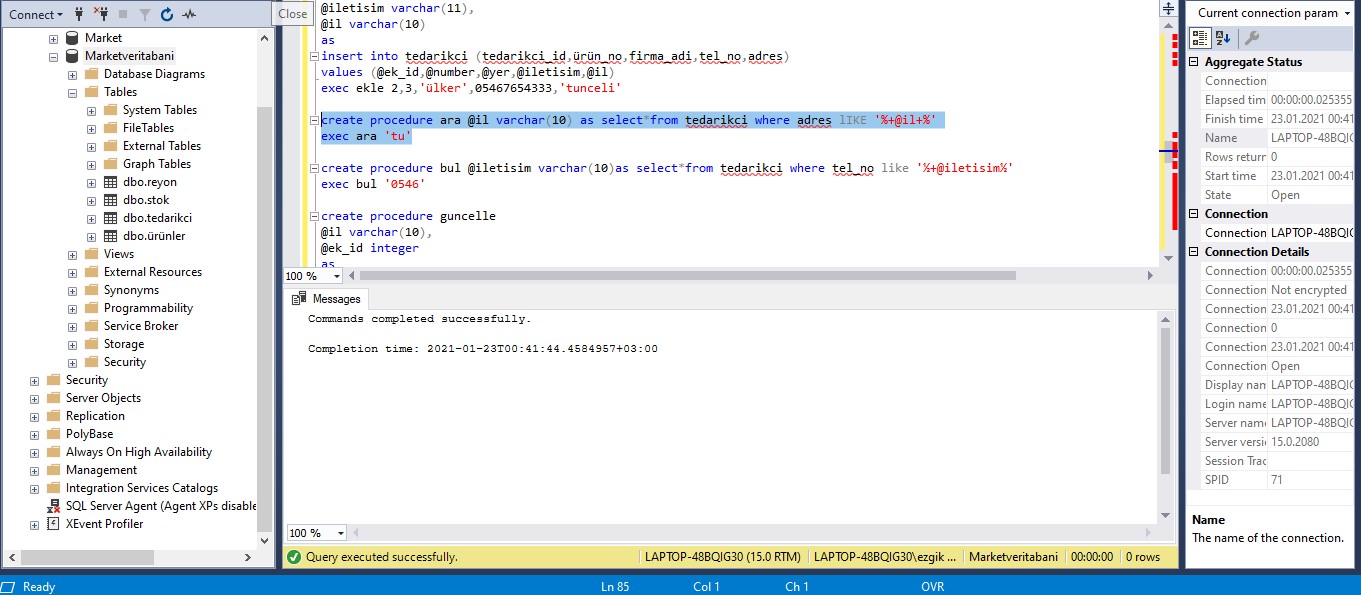 Connect
Close
Market
Marketveritabani
Database Diagrams
Tables
System Tables
FileTables
External Tables
Graph Tables
dbo.reyon
dbo.stok
dbo.tedarikci
dbo.ürünler
Views
External Resources
Synonyms
Programmability
Service Broker
Storage
Security
Security
Server Objects
Replication
PolyBase
Always On High Availability
Management
Integration Services Catalogs
SQL Server Agent (Agent XPs disable
XEvent Profiler
@iletisim varchar(11),
@il varchar(10)
as
insert into tedarikci (tedarikci_id,ürün_no,firma_adi,tel_no,adres)
values (@ek_id,@number,@yer,@iletisim,@il)
exec ekle 2,3,'ülker',05467654333,'tunceli'
create procedure ara @il varchar(10) as select*from tedarikci where adres lIKE '%+@il+%'
exec ara 'tu'
create procedure bul @iletisim varchar(10)as select*from tedarikci where tel_no like '%+@iletisim%'
exec bul '0546'
create procedure guncelle
@il varchar(10),
@ek_id integer
as
100 %
Messages
Commands completed successfully.
Completion time: 2021-01-23T00:41:44.4584957+03:00
100 %
Query executed successfully.
LAPTOP-48BQIG30 (15.0 RTM)
LAPTOP-48BQIG30\ezgik ...
Marketveritabani
00:00:00
0 rows
Current connection param
Aggregate Status
Connection
Elapsed tim 00:00:00.025355
Finish time 23.01.2021 00:41
Name LAPTOP-48BQIG
Rows return 0
Start time 23.01.2021 00:41
State Open
Connection
Connection LAPTOP-48BQIG
Connection Details
Connection 00:00:00.025355
Connection Not encrypted
Connection 23.01.2021 00:41
Connection 0
Connection 23.01.2021 00:41
Connection Open
Display nam LAPTOP-48BQIG
Login name LAPTOP-48BQIG
Server name LAPTOP-48BQIG
Server versi 15.0.2080
Session Trac
SPID 71
Name
The name of the connection.
Ready
Ln 85
Col 1
Ch 1
OVR